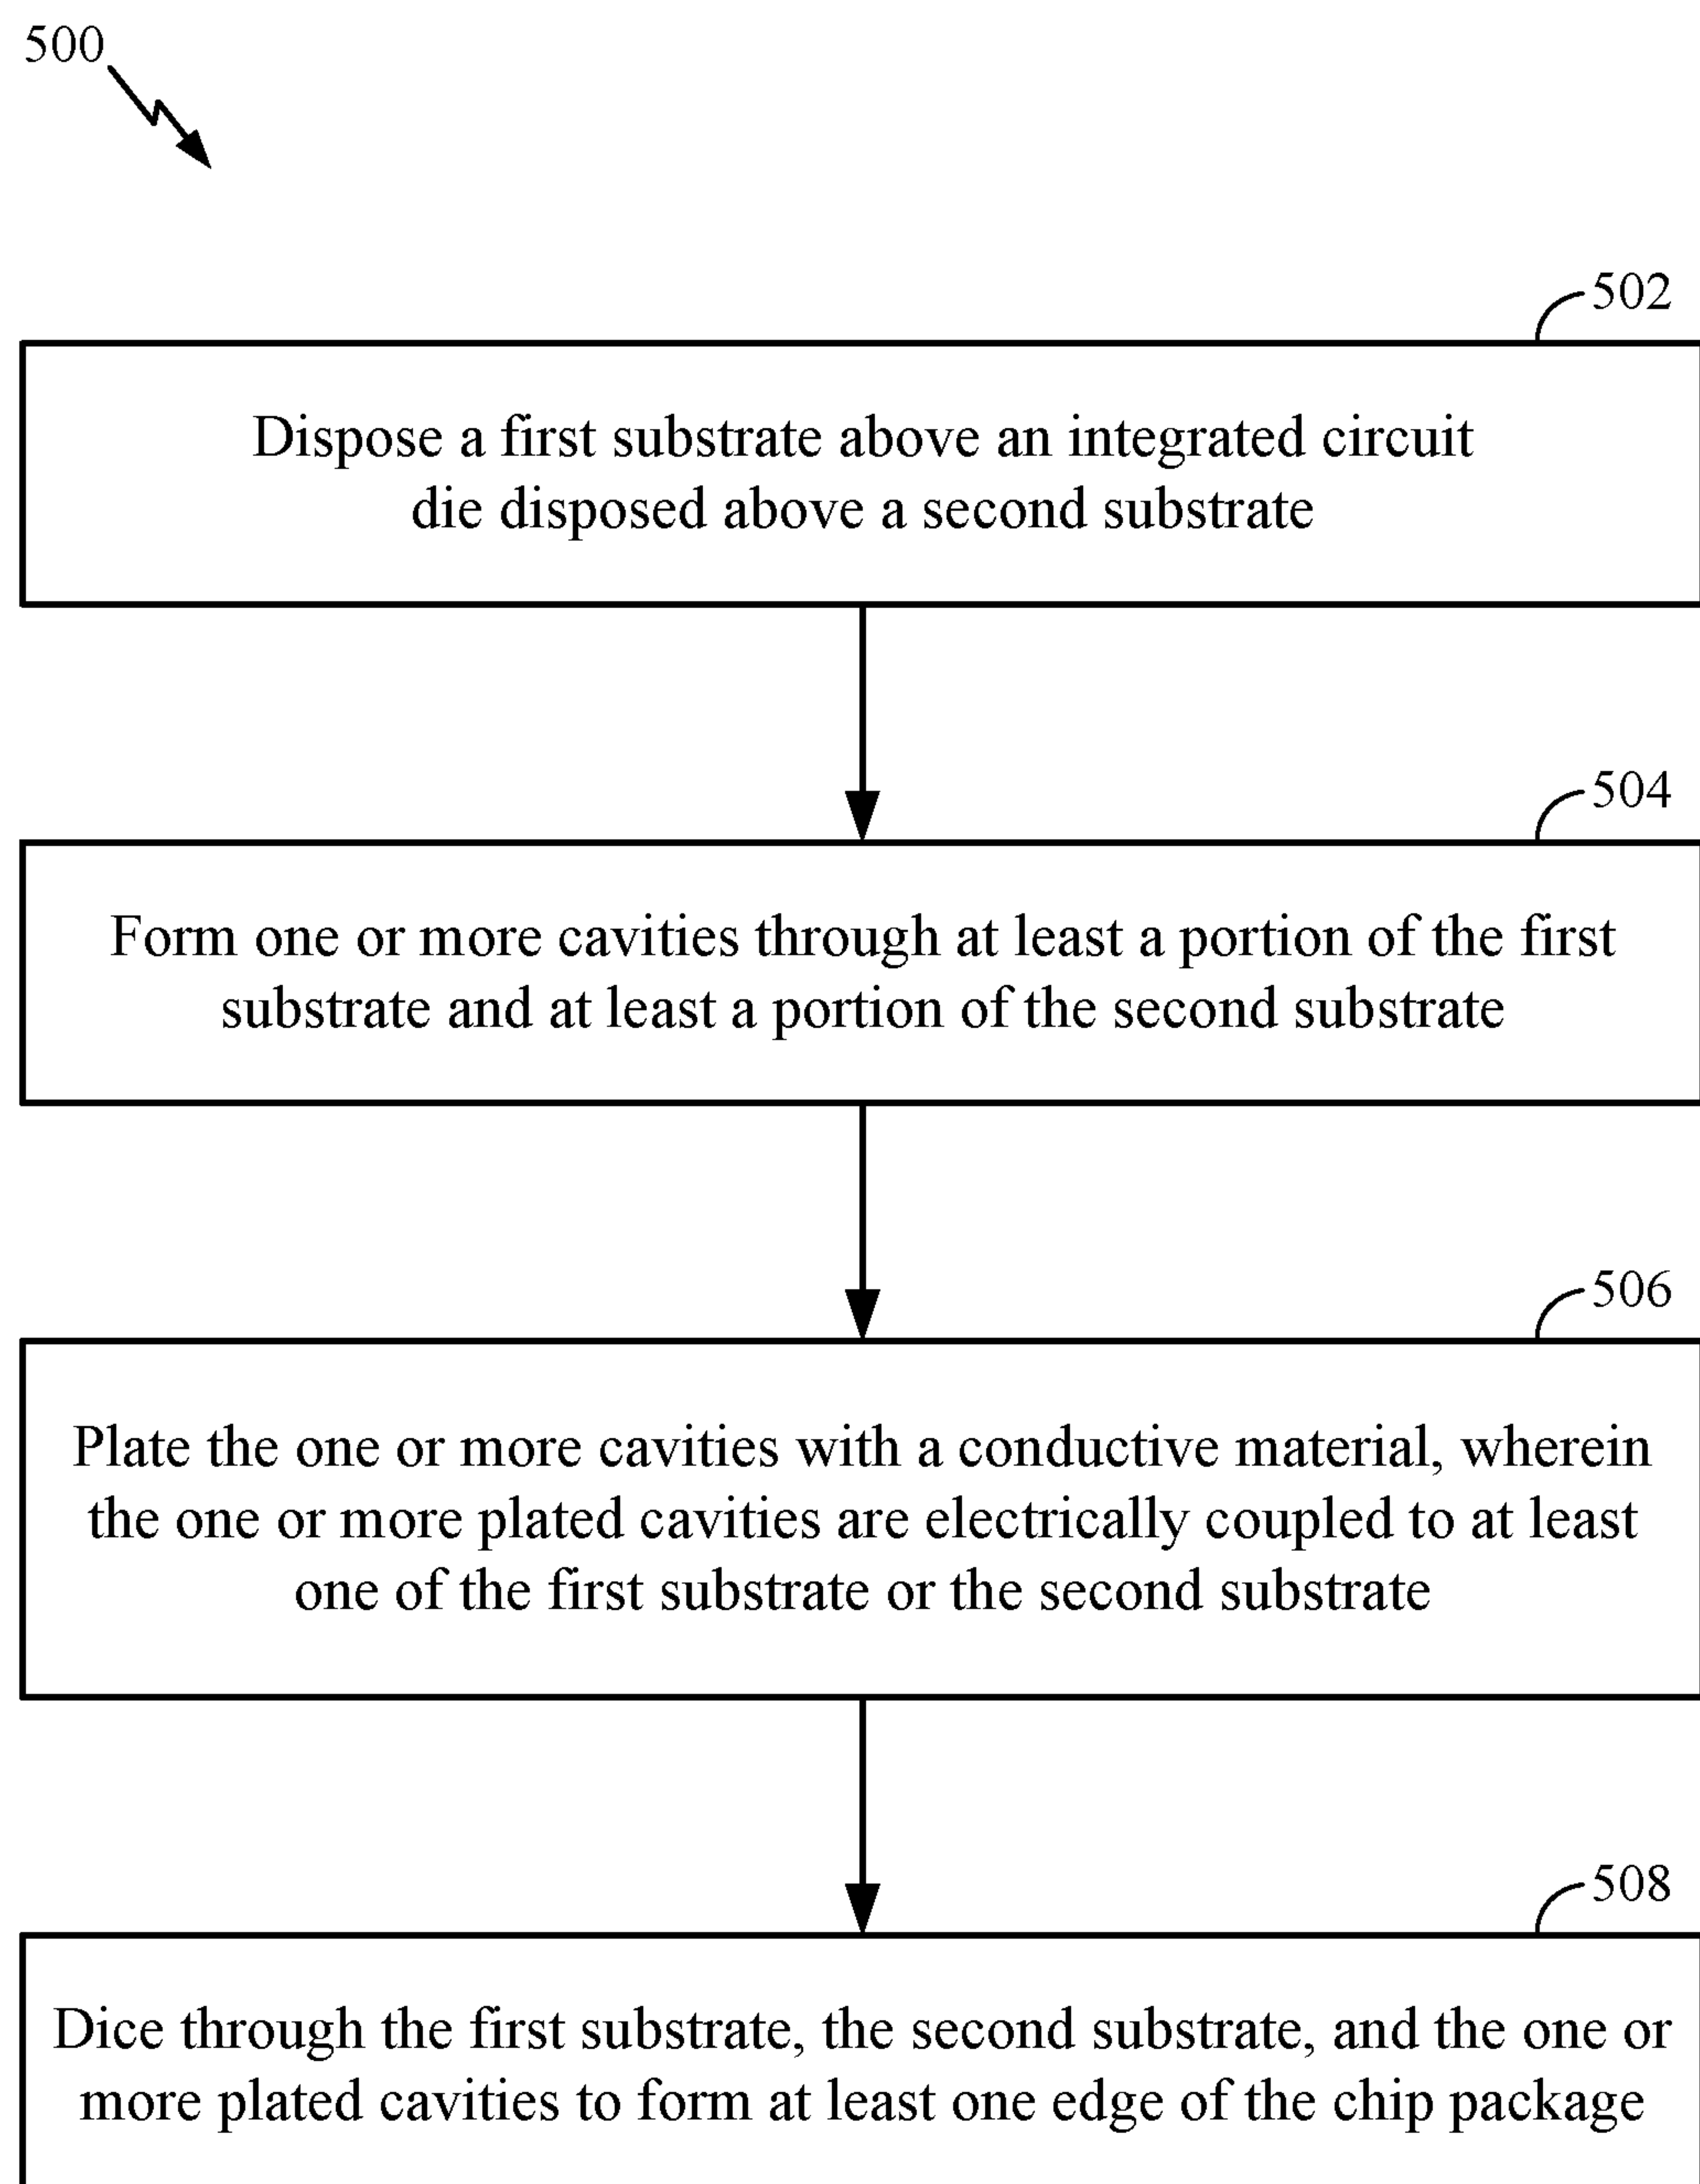 500
502
Dispose a first substrate above an integrated circuit
die disposed above a second substrate
504
Form one or more cavities through at least a portion of the first
substrate and at least a portion of the second substrate
506
Plate the one or more cavities with a conductive material, wherein
the one or more plated cavities are electrically coupled to at least
one of the first substrate or the second substrate
508
Dice through the first substrate, the second substrate, and the one or
more plated cavities to form at least one edge of the chip package